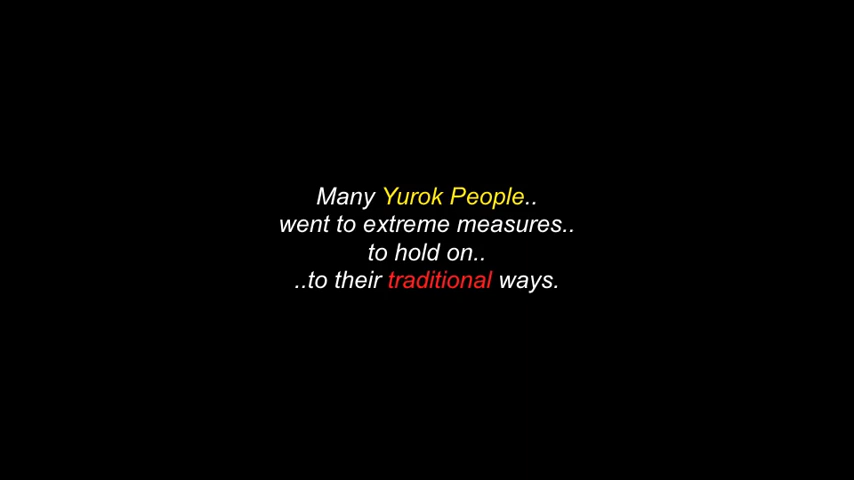 Many Yurok People..
went to extreme measures..
to hold on..
..to their traditional ways.